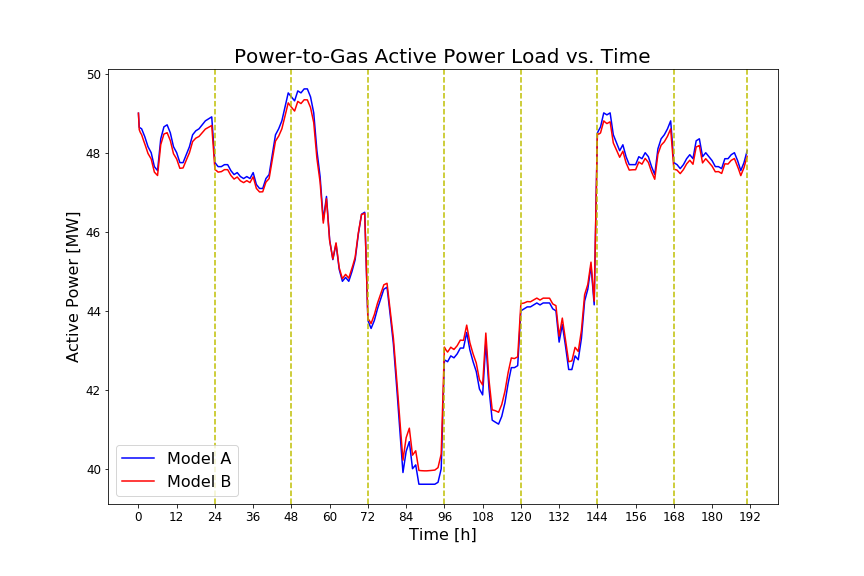 Power-to-Gas Active Power Load vs. Time
50
48
46
44
42
40
Active Power [MW]
Model A
Model B
0 12 24 36 48 60 72 84 96 108 120 132 144 156 168 180 192
Time [h]